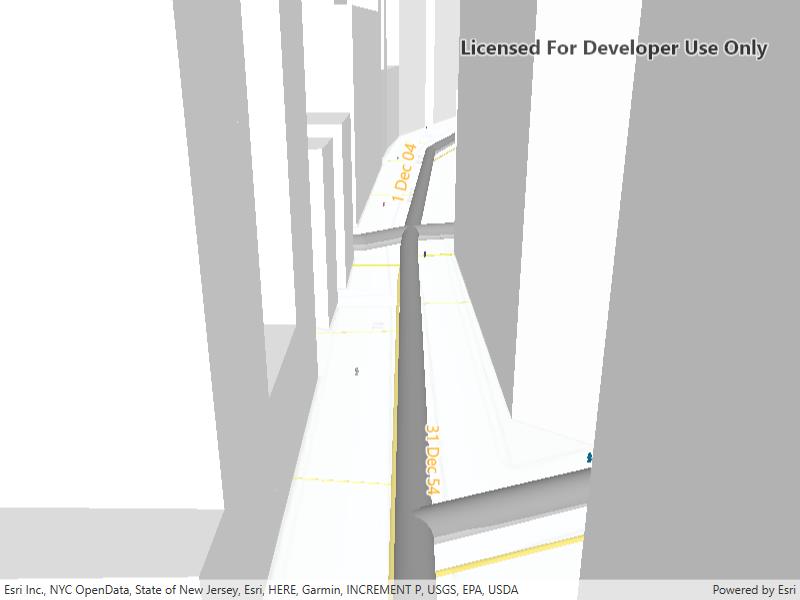 Licensed For Developer Use Only
1 Dec 04
31 Dec 54
Esri Inc., NYC OpenData, State of New Jersey, Esri, HERE, Garmin, INCREMENT P, USGS, EPA, USDA
Powered by Esri